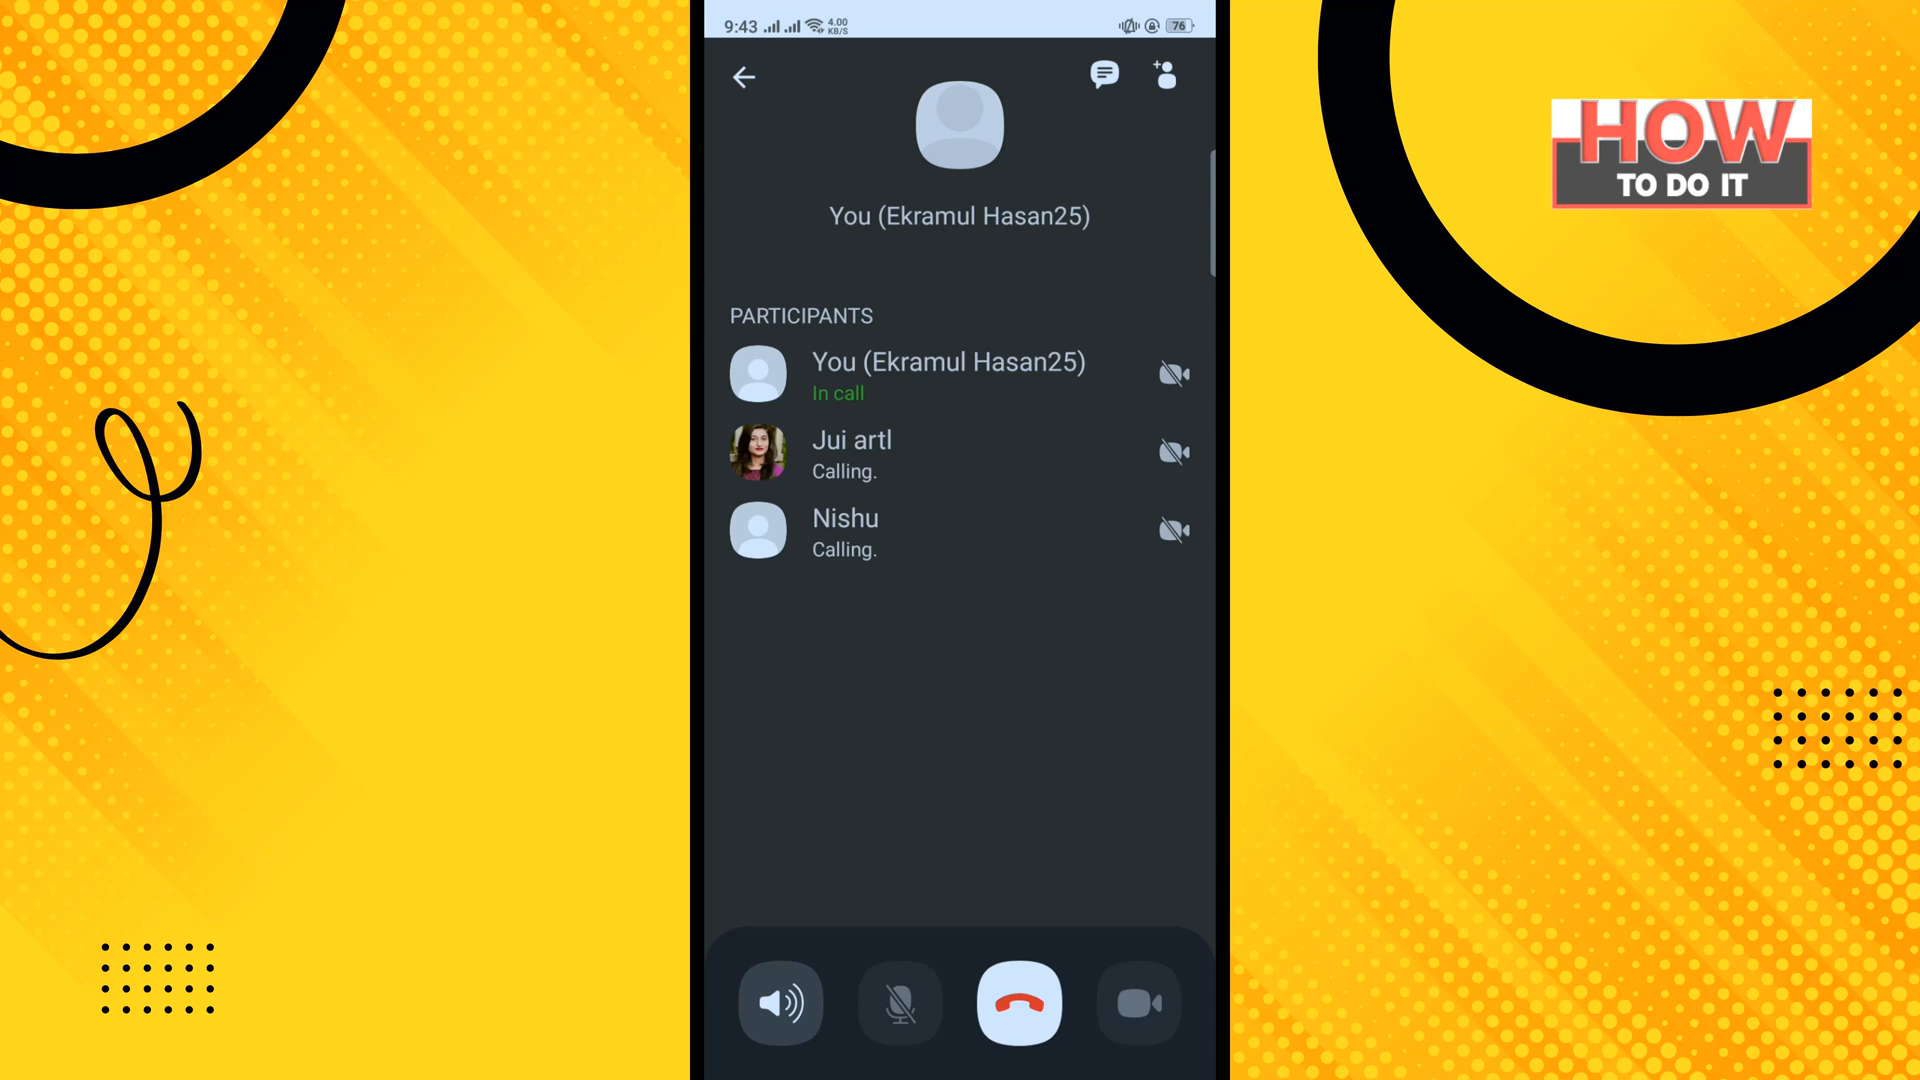 9:43
4.00
KB/S
76
HOW
TO DO IT
You (Ekramul Hasan25)
PARTICIPANTS
You (Ekramul Hasan25)
In call
Jui artl
Calling.
Nishu
Calling.